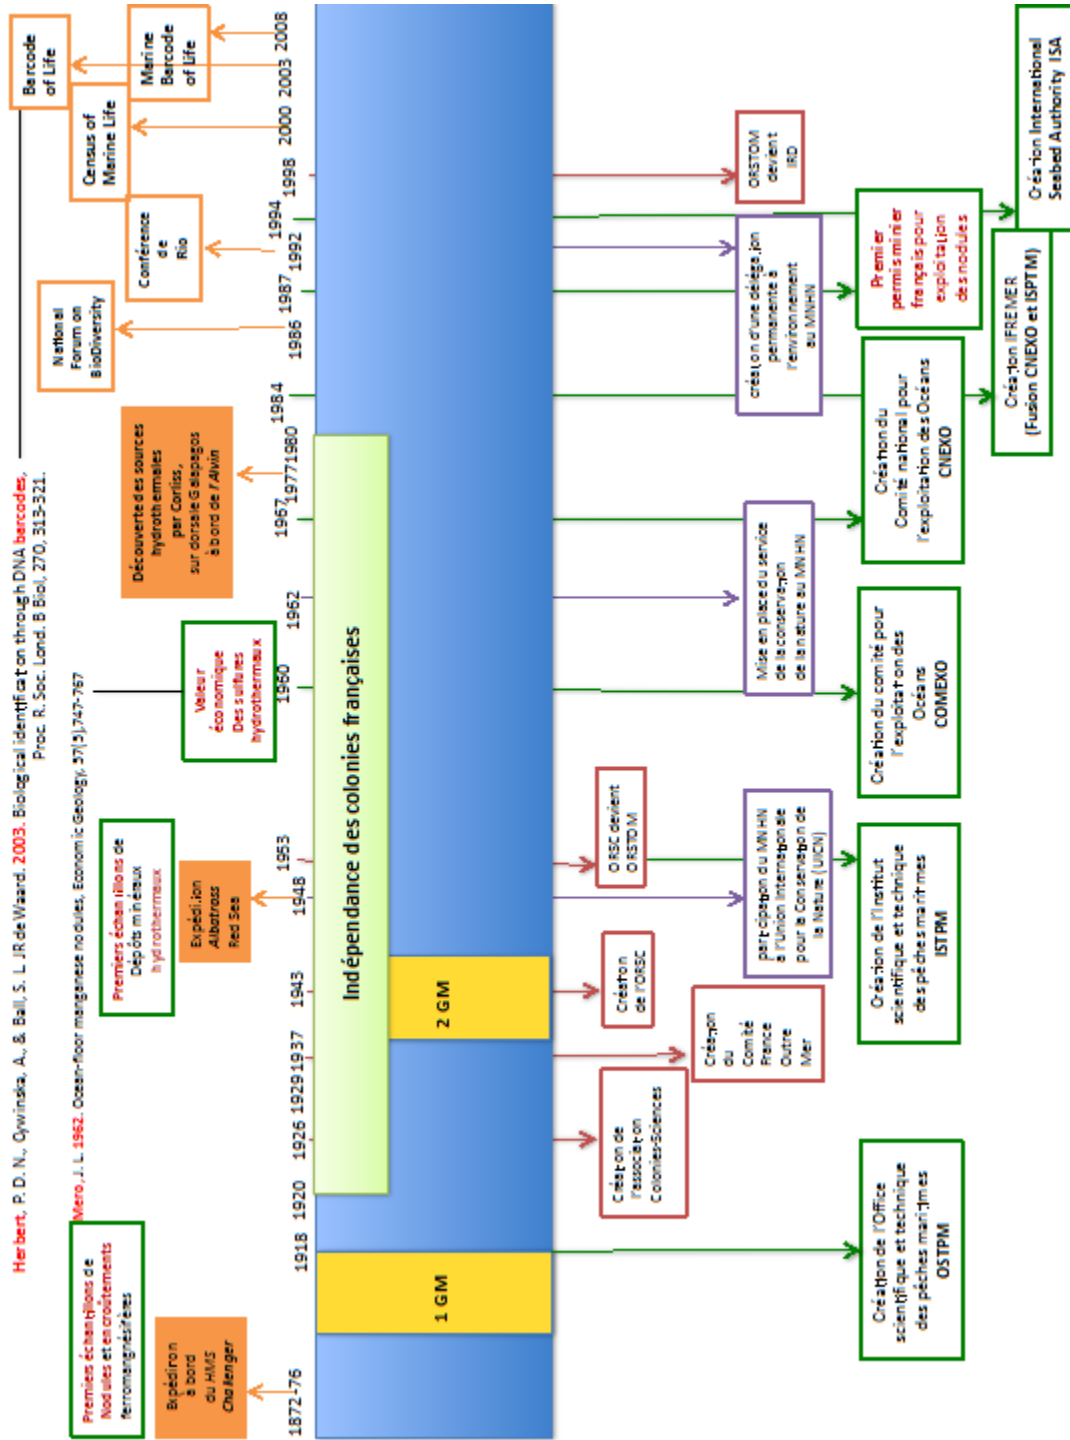 Herbert, P. D. N., Cywinska, A., & Ball, S. L. JR de Waard. 2003. Biological identification through DNA barcodes,
Proc. R. Soc. Lond. B Biol, 270, 313-321.
Mero, J. L. 1962. Ocean-floor manganese nodules, Economic Geology, 57(5),747-767
Premiers échantillons de
Nodules et encroûtements
ferromagnésifères
Expédition
à bord
du HMS
Challenger
Premiers échantillons de
Dépôts minéraux
hydrothermaux
Expédition
Albatross
Red Sea
Valeur
économique
Des sulfures
hydrothermaux
Découverte des sources
hydrothermales
par Corliss,
sur dorsale Galapagos
à bord de l'Alvin
National
Forum on
BioDiversity
Conférence
de
Rio
Census of
Marine Life
Barcode
of Life
Marine
Barcode
of Life
1872-76
1918
1920
1926
1929
1937
1943
1948
1953
1960
1962
1967
1977
1980
1984
1986
1987
1992
1994
1998
2000
2003
2008
Indépendance des colonies françaises
1 GM
2 GM
Création de l'Office
scientifique et technique
des pêches maritimes
OSTPM
Création de
l'association
Colonies-Sciences
Création
du
Comité
France
Outre
Mer
Création
de l'ORSC
ORSC devient
ORSTOM
participation du MNHN
à l'Union Internationale
pour la Conservation de
la Nature (UICN)
Création de l'Institut
scientifique et technique
des pêches maritimes
ISTPM
Création du comité pour
l'exploitation des
Océans
COMEXO
Mise en place du service
de la conservation
de la nature au MNHN
Création du
Comité national pour
l'exploitation des Océans
CNEXO
Création IFREMER
(Fusion CNEXO et ISPTM)
création d'une délégation
permanente à
l'environnement
au MNHN
Premier
permis minier
français pour
exploitation
des nodules
ORSTOM
devient
IRD
Création International
Seabed Authority ISA